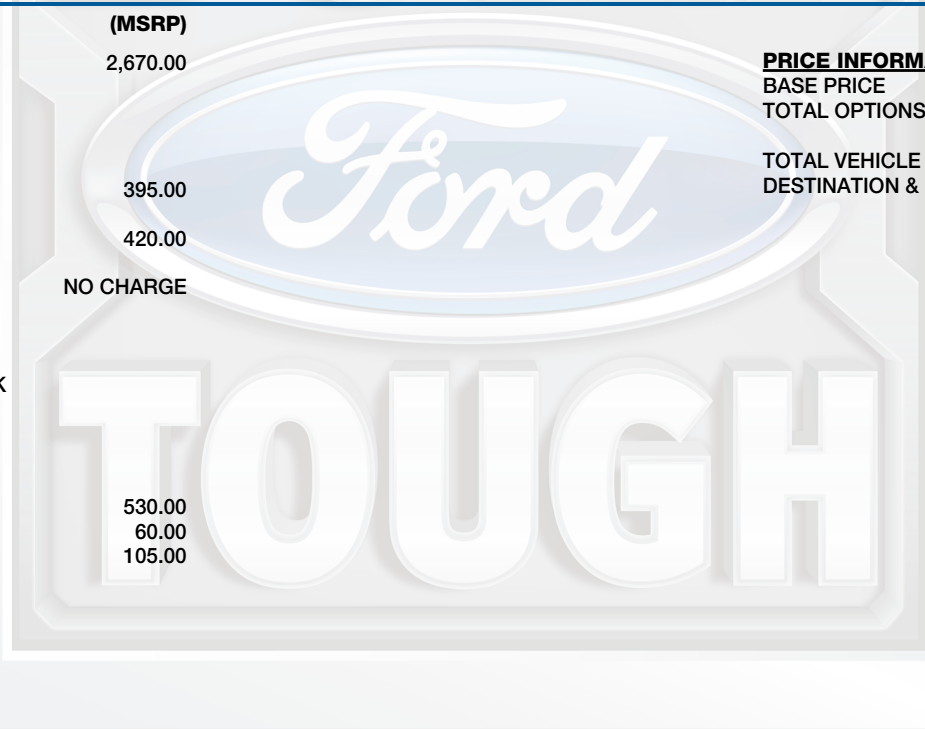 (MSRP)
2,670.00
395.00
420.00
NO CHARGE
K
530.00
60.00
105.00
PRICE INFORMA
BASE PRICE
TOTAL OPTIONS
TOTAL VEHICLE
DESTINATION &
Ford
TOUGH